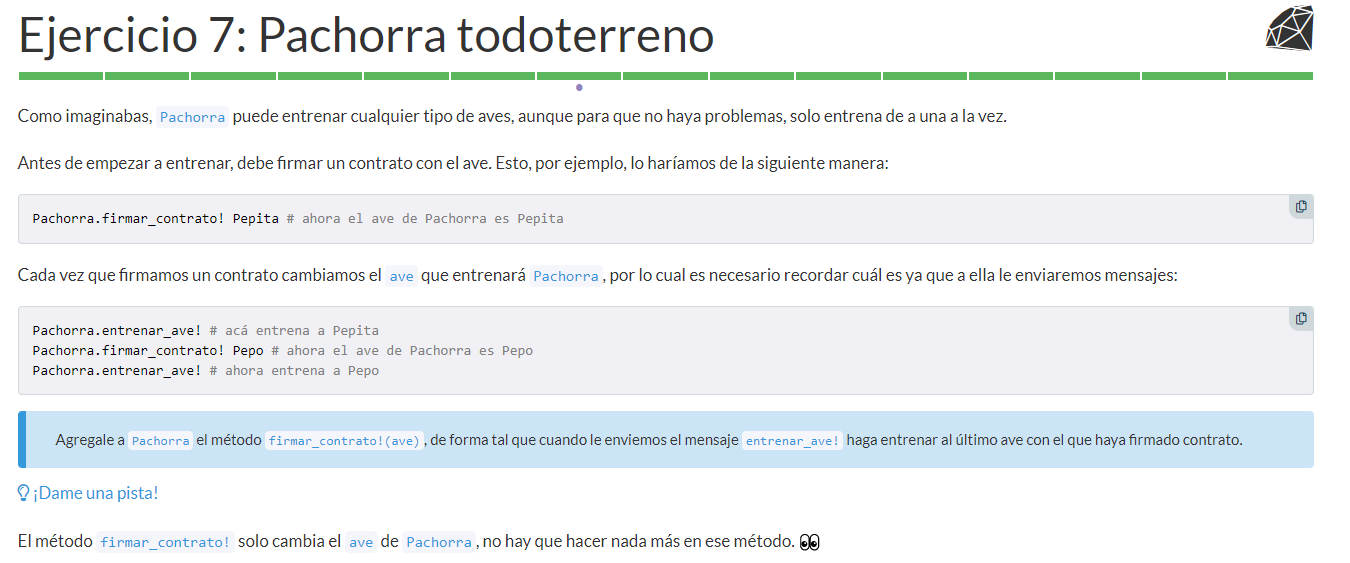 Ejercicio 7: Pachorra todoterreno
Como imaginabas, Pachorra puede entrenar cualquier tipo de aves, aunque para que no haya problemas, solo entrena de a una a la vez.
Antes de empezar a entrenar, debe firmar un contrato con el ave. Esto, por ejemplo, lo haríamos de la siguiente manera:
Pachorra.firmar_contrato! Pepita # ahora el ave de Pachorra es Pepita
Cada vez que firmamos un contrato cambiamos el ave que entrenará Pachorra, por lo cual es necesario recordar cuál es ya que a ella le enviaremos mensajes:
Pachorra.entrenar_ave! # acá entrena a Pepita
Pachorra.firmar_contrato! Pepo # ahora el ave de Pachorra es Pepo
Pachorra.entrenar_ave! # ahora entrena a Pepo
Agregale a Pachorra el método firmar_contrato!(ave), de forma tal que cuando le enviemos el mensaje entrenar_ave! haga entrenar al último ave con el que haya firmado contrato.
¡Dame una pista!
El método firmar_contrato! solo cambia el ave de Pachorra, no hay que hacer nada más en ese método. 👀